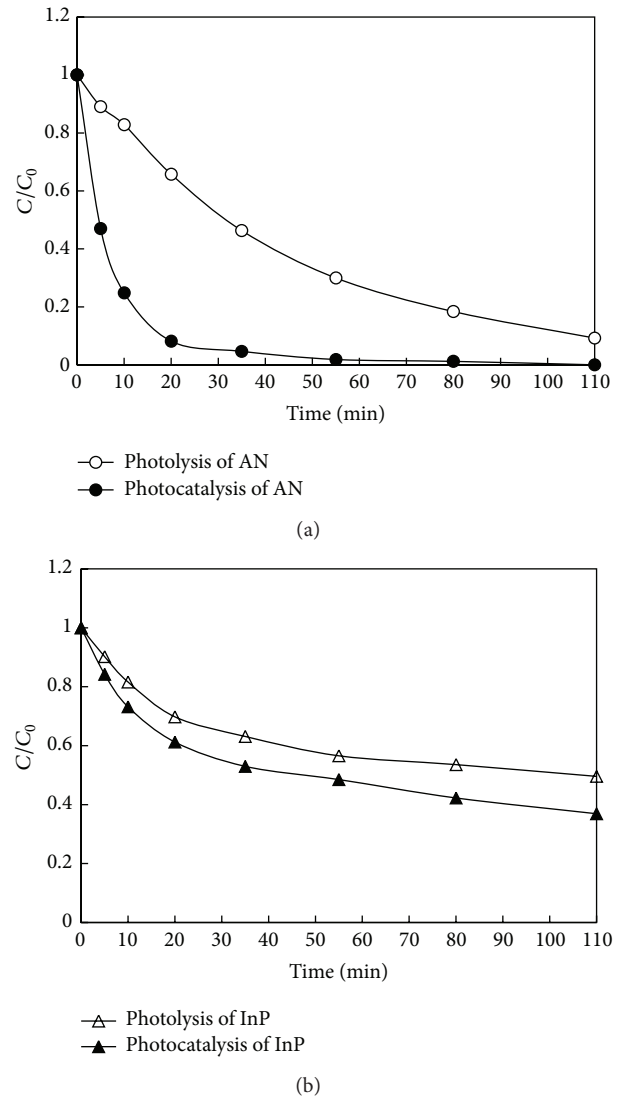 1.2
1
0.8
0.6
0.4
0.2
0
C/C₀
0 10 20 30 40 50 60 70 80 90 100 110
Time (min)
Photolysis of AN
Photocatalysis of AN
(a)
1.2
1
0.8
0.6
0.4
0.2
0
C/C₀
0 10 20 30 40 50 60 70 80 90 100 110
Time (min)
Photolysis of InP
Photocatalysis of InP
(b)